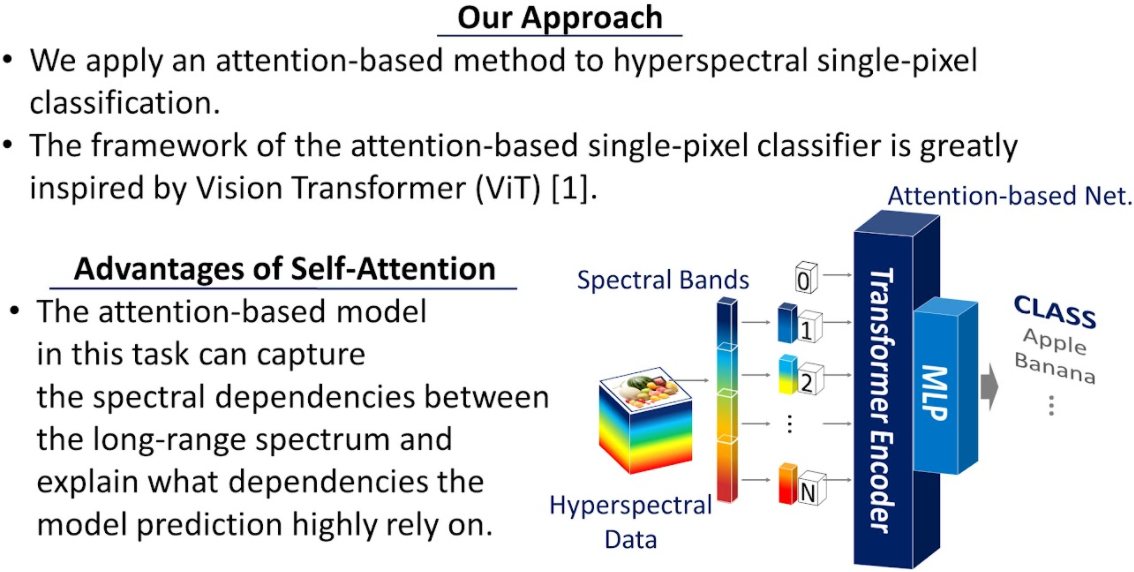 Our Approach
• We apply an attention-based method to hyperspectral single-pixel
classification.
• The framework of the attention-based single-pixel classifier is greatly
inspired by Vision Transformer (ViT) [1].
Advantages of Self-Attention
• The attention-based model
in this task can capture
the spectral dependencies between
the long-range spectrum and
explain what dependencies the
model prediction highly rely on.
Attention-based Net.
Spectral Bands
0
1
2
⋮
N
Hyperspectral
Data
Transformer Encoder
MLP
CLASS
Apple
Banana
⋮